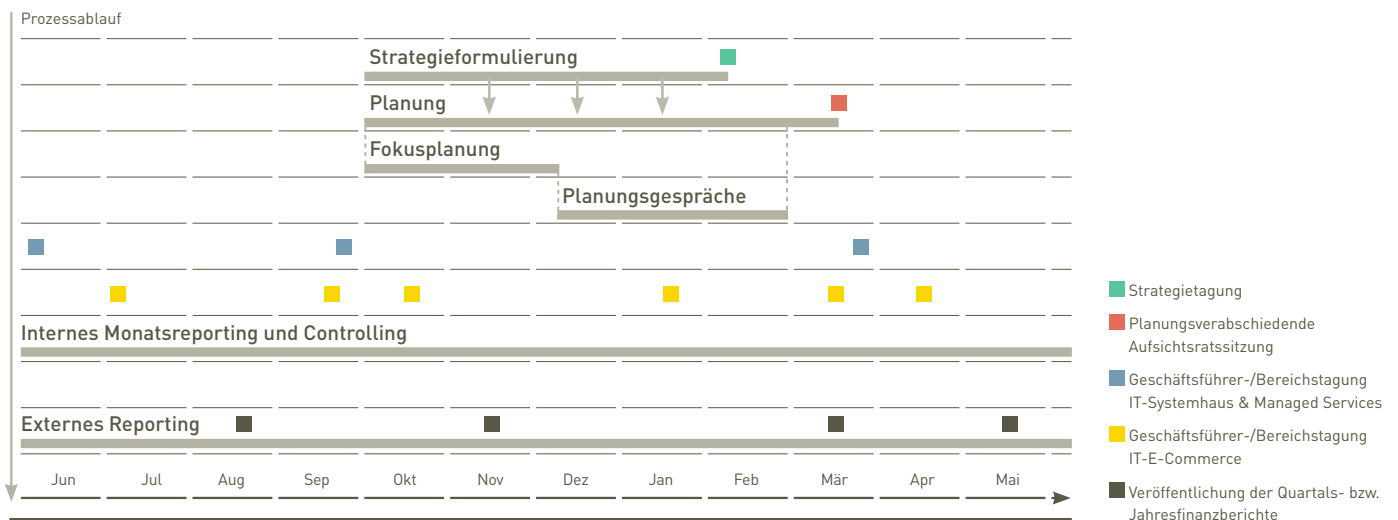 Prozessablauf
Strategieformulierung
Planung
Fokusplanung
Planungsgespräche
Internes Monatsreporting und Controlling
Externes Reporting
Jun Jul Aug Sep Okt Nov Dez Jan Feb Mär Apr Mai
Strategietagung
Planungsverabschiedende
Aufsichtsratssitzung
Geschäftsführer-/Bereichstagung
IT-Systemhaus & Managed Services
Geschäftsführer-/Bereichstagung
IT-E-Commerce
Veröffentlichung der Quartals- bzw.
Jahresfinanzberichte